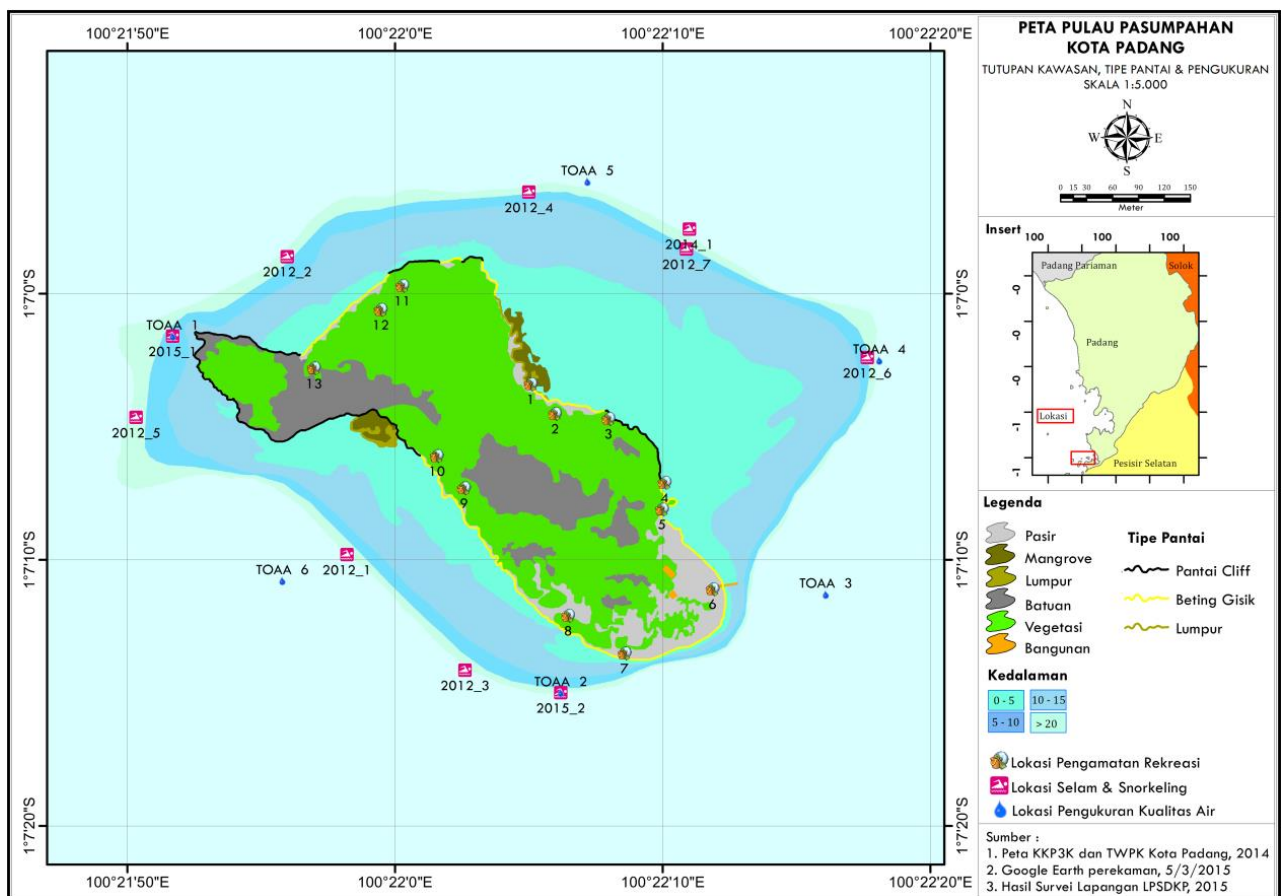 PETA PULAU PASUMPAHAN
KOTA PADANG
TUTUPAN KAWASAN, TIPE PANTAI & PENGUKURAN
SKALA 1:5.000
N
W E
S
0 15 30 60 90 120 150
Meter
Insert
100 100 100
Padang Pariaman
Solok
Padang
Lokasi
Pesisir Selatan
-0
-0
-0
-0
-1
-1
Legenda
Pasir
Mangrove
Lumpur
Batuan
Vegetasi
Bangunan
Tipe Pantai
Pantai Cliff
Beting Gisik
Lumpur
Kedalaman
0 - 5 10 - 15
5 - 10 > 20
Lokasi Pengamatan Rekreasi
Lokasi Selam & Snorkeling
Lokasi Pengukuran Kualitas Air
Sumber :
1. Peta KKP3K dan TWPK Kota Padang, 2014
2. Google Earth perekaman, 5/3/2015
3. Hasil Survei Lapangan LPSDKP, 2015
100°21'50"E 100°22'0"E 100°22'10"E 100°22'20"E
1°7'0"S
1°7'10"S
1°7'20"S
1°7'0"S
1°7'10"S
1°7'20"S
TOAA 5
2012_4
2014_1
2012_7
2012_2
11
12
TOAA 1
2015_1
TOAA 4
2012_6
13
1
2
3
2012_5
10
9
4
5
2012_1
TOAA 6
TOAA 3
6
8
7
2012_3
TOAA 2
2015_2